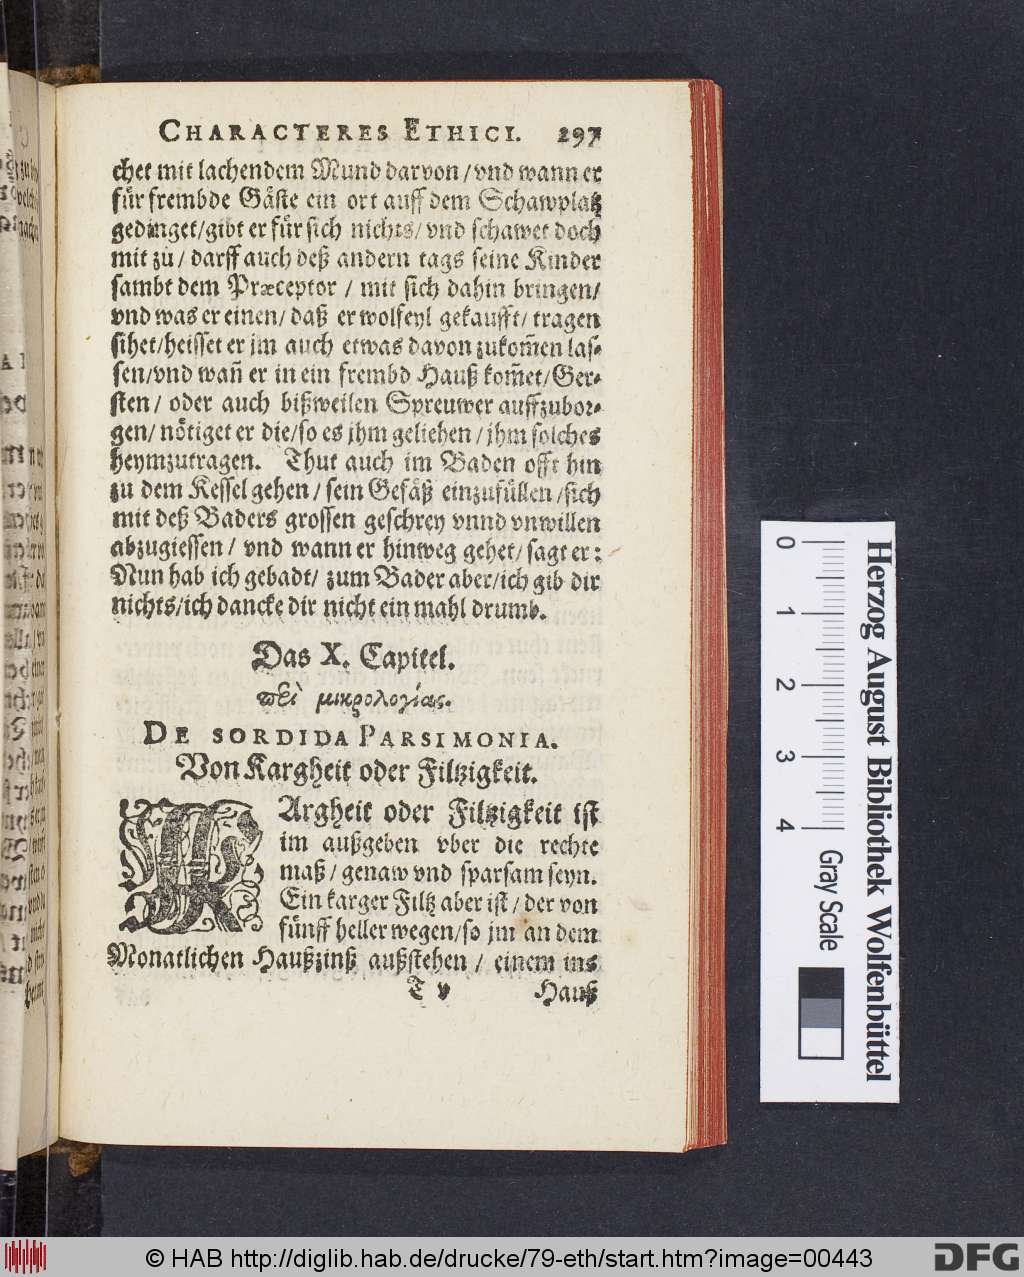 CHARACTERES ETHICI. 297
chet mit lachendem Mund darvon / vnd wann er
für frembde Gäste ein ort auff dem Schawplatz
gedinget / gibt er für sich nichts / vnd schawet doch
mit zu / darff auch deß andern tags seine Kinder
sambt dem Præceptor / mit sich dahin bringen /
vnd was er einen / daß er wolfeyl gekaufft / tragen
sihet / heisset er jm auch etwas davon zukom̃en las-
sen / vnd wañ er in ein frembd Hauß kom̃et / Ger-
sten / oder auch bißweilen Spreuwer auffzubor-
gen / nötiget er die / so es jhm geliehen / jhm solches
heymzutragen. Thut auch im Baden offt hin
zu dem Kessel gehen / sein Gefäß einzufüllen / sich
mit deß Baders grossen geschrey vnnd vnwillen
abzugiessen / vnd wann er hinweg gehet / sagt er:
Nun hab ich gebadt / zum Bader aber / ich gib dir
nichts / ich dancke dir nicht ein mahl drumb.
Das X. Capitel.
περὶ μικρολογίας.
DE SORDIDA PARSIMONIA.
Von Kargheit oder Filtzigkeit.
KArgheit oder Filtzigkeit ist
im außgeben vber die rechte
maß / genaw vnd sparsam seyn.
Ein karger Filtz aber ist / der von
fünff heller wegen / so jm an dem
Monatlichen Haußzinß außstehen / einem ins
T v Hauß
0 1 2 3 4
Herzog August Bibliothek Wolfenbüttel
Gray Scale
© HAB http://diglib.hab.de/drucke/79-eth/start.htm?image=00443
DFG